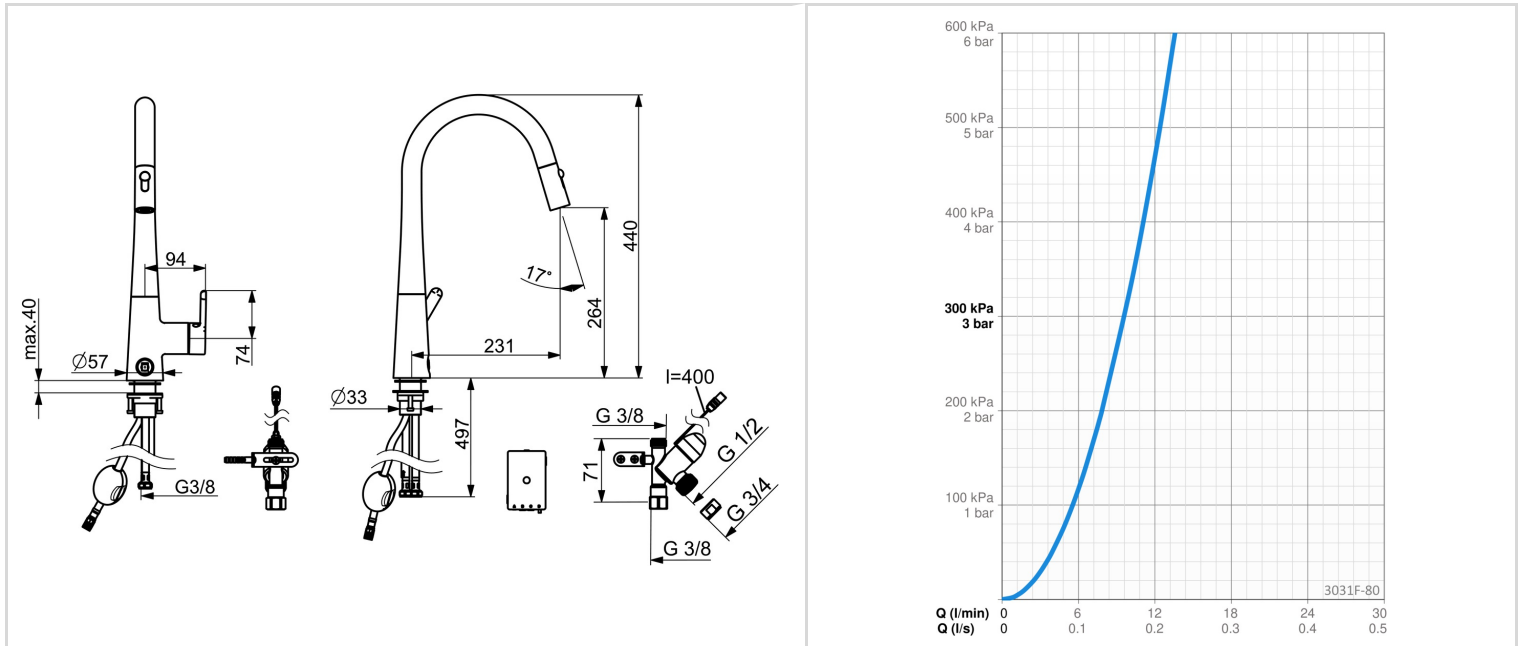 94
max.40
74
Ø57
G3/8
440
17°
264
231
Ø33
497
l=400
G 3/8
G 1/2
71
G 3/4
G 3/8
600 kPa
6 bar
500 kPa
5 bar
400 kPa
4 bar
300 kPa
3 bar
200 kPa
2 bar
100 kPa
1 bar
3031F-80
Q (l/min) 0 6 12 18 24 30
Q (l/s) 0 0.1 0.2 0.3 0.4 0.5